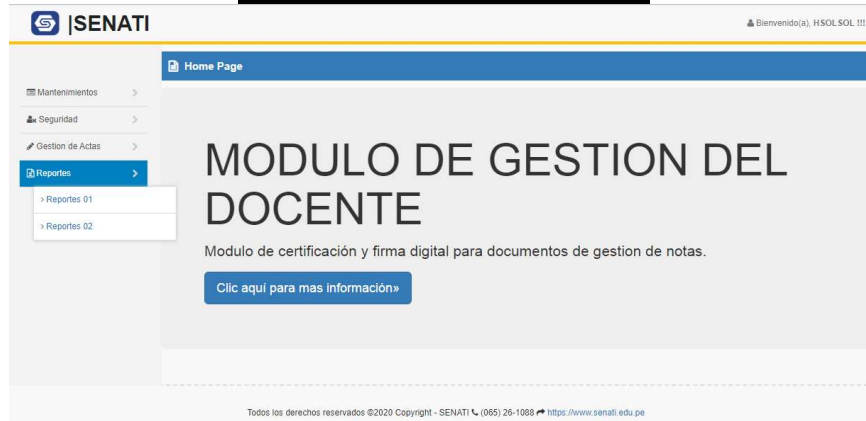 |SENATI
Bienvenido(a), HSOLSOL !!!
Home Page
Mantenimientos
Seguridad
Gestion de Actas
Reportes
> Reportes 01
> Reportes 02
MODULO DE GESTION DEL
DOCENTE
Modulo de certificación y firma digital para documentos de gestion de notas.
Clic aquí para mas información»
Todos los derechos reservados ©2020 Copyright - SENATI (065) 26-1088 https://www.senati.edu.pe